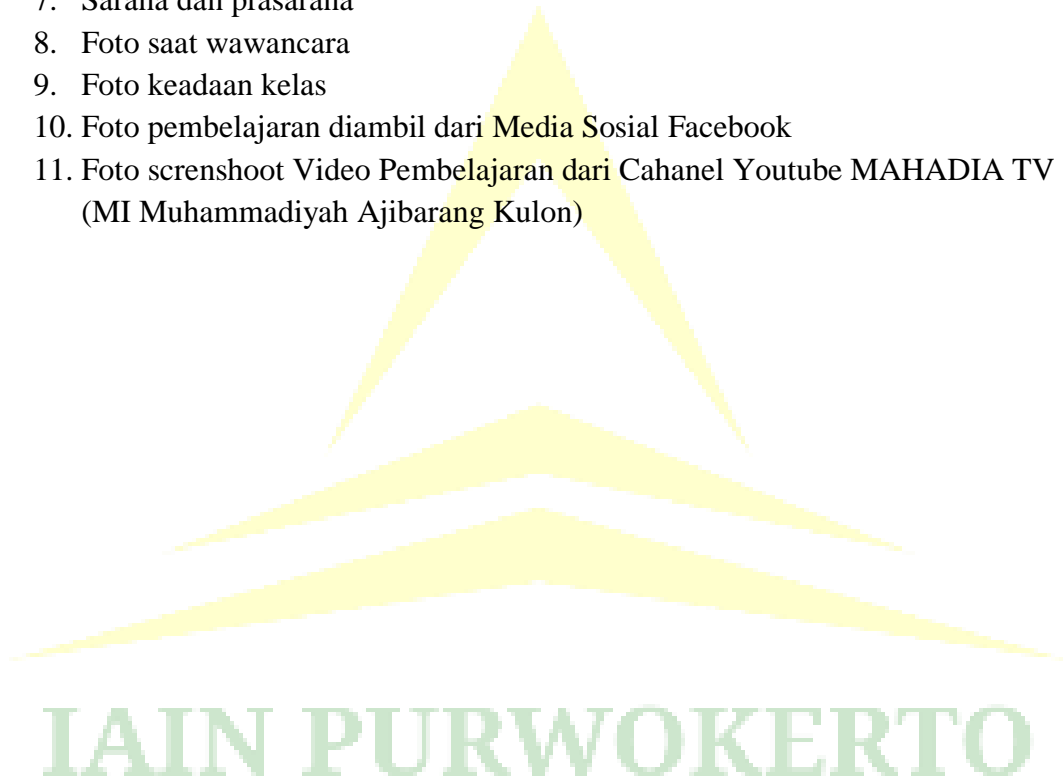 7. Sarana dan prasarana
8. Foto saat wawancara
9. Foto keadaan kelas
10. Foto pembelajaran diambil dari Media Sosial Facebook
11. Foto screnshoot Video Pembelajaran dari Cahanel Youtube MAHADIA TV
(MI Muhammadiyah Ajibarang Kulon)
IAIN PURWOKERTO